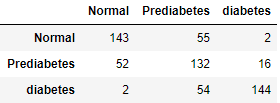 Normal Prediabetes diabetes
Normal 143 55 2
Prediabetes 52 132 16
diabetes 2 54 144